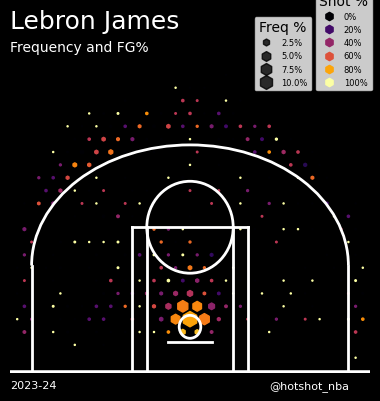 Lebron James
Frequency and FG%
Freq %
2.5%
5.0%
7.5%
10.0%
Shot %
0%
20%
40%
60%
80%
100%
2023-24
@hotshot_nba